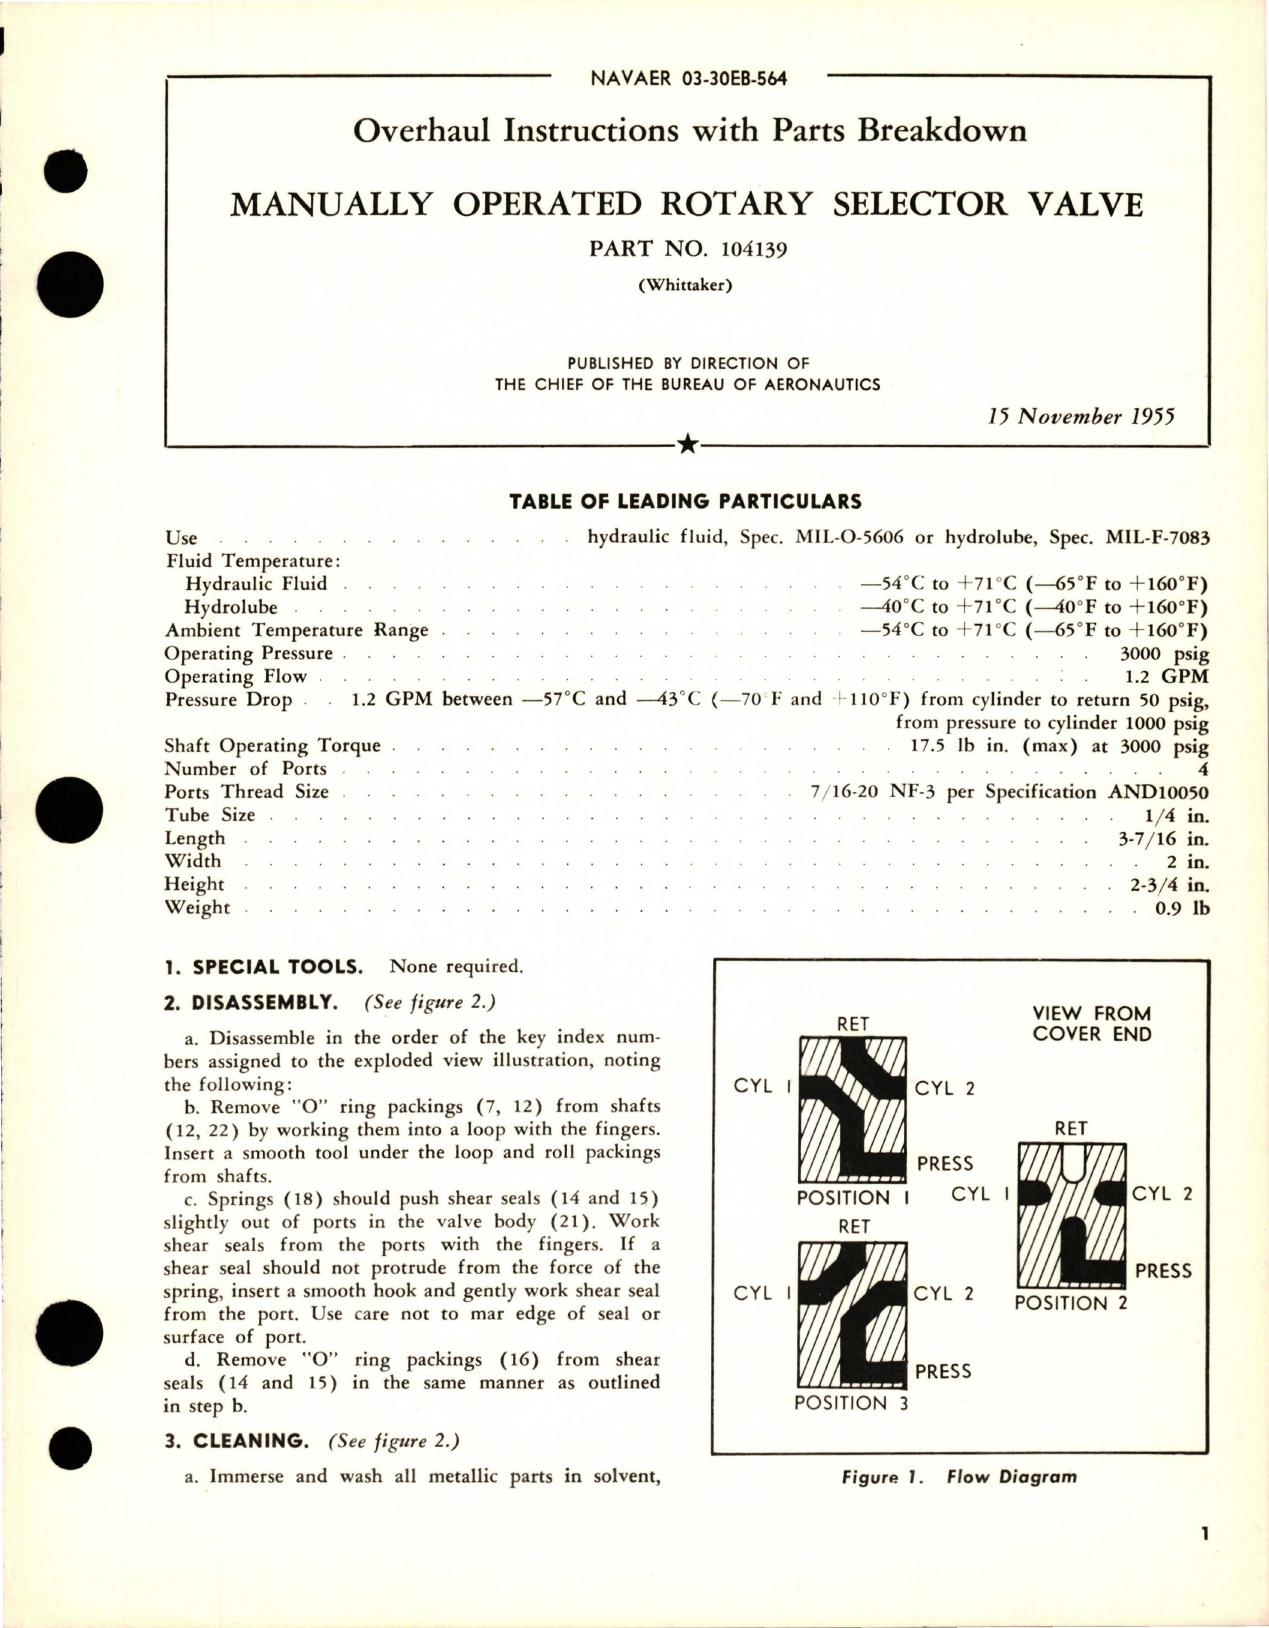 NAVAER 03-30EB-564
Overhaul Instructions with Parts Breakdown
MANUALLY OPERATED ROTARY SELECTOR VALVE
PART NO. 104139
(Whittaker)
PUBLISHED BY DIRECTION OF
THE CHIEF OF THE BUREAU OF AERONAUTICS
15 November 1955
TABLE OF LEADING PARTICULARS
Use . . . . . . . . . . hydraulic fluid, Spec. MIL-O-5606 or hydrolube, Spec. MIL-F-7083
Fluid Temperature:
Hydraulic Fluid . . . . . . . . . . —54°C to +71°C (—65°F to +160°F)
Hydrolube . . . . . . . . . . —40°C to +71°C (—40°F to +160°F)
Ambient Temperature Range . . . . . . . . . . —54°C to +71°C (—65°F to +160°F)
Operating Pressure . . . . . . . . . . 3000 psig
Operating Flow . . . . . . . . . . 1.2 GPM
Pressure Drop . . 1.2 GPM between —57°C and —43°C (—70°F and +110°F) from cylinder to return 50 psig,
from pressure to cylinder 1000 psig
Shaft Operating Torque . . . . . . . . . . 17.5 lb in. (max) at 3000 psig
Number of Ports . . . . . . . . . . 4
Ports Thread Size . . . . . . . . . . 7/16-20 NF-3 per Specification AND10050
Tube Size . . . . . . . . . . 1/4 in.
Length . . . . . . . . . . 3-7/16 in.
Width . . . . . . . . . . 2 in.
Height . . . . . . . . . . 2-3/4 in.
Weight . . . . . . . . . . 0.9 lb
1. SPECIAL TOOLS. None required.
2. DISASSEMBLY. (See figure 2.)
a. Disassemble in the order of the key index num-
bers assigned to the exploded view illustration, noting
the following:
b. Remove "O" ring packings (7, 12) from shafts
(12, 22) by working them into a loop with the fingers.
Insert a smooth tool under the loop and roll packings
from shafts.
c. Springs (18) should push shear seals (14 and 15)
slightly out of ports in the valve body (21). Work
shear seals from the ports with the fingers. If a
shear seal should not protrude from the force of the
spring, insert a smooth hook and gently work shear seal
from the port. Use care not to mar edge of seal or
surface of port.
d. Remove "O" ring packings (16) from shear
seals (14 and 15) in the same manner as outlined
in step b.
3. CLEANING. (See figure 2.)
a. Immerse and wash all metallic parts in solvent,
VIEW FROM
COVER END
RET
CYL 1
CYL 2
PRESS
POSITION 1
RET
CYL 1
CYL 2
PRESS
POSITION 2
RET
CYL 1
CYL 2
PRESS
POSITION 3
Figure 1. Flow Diagram
1